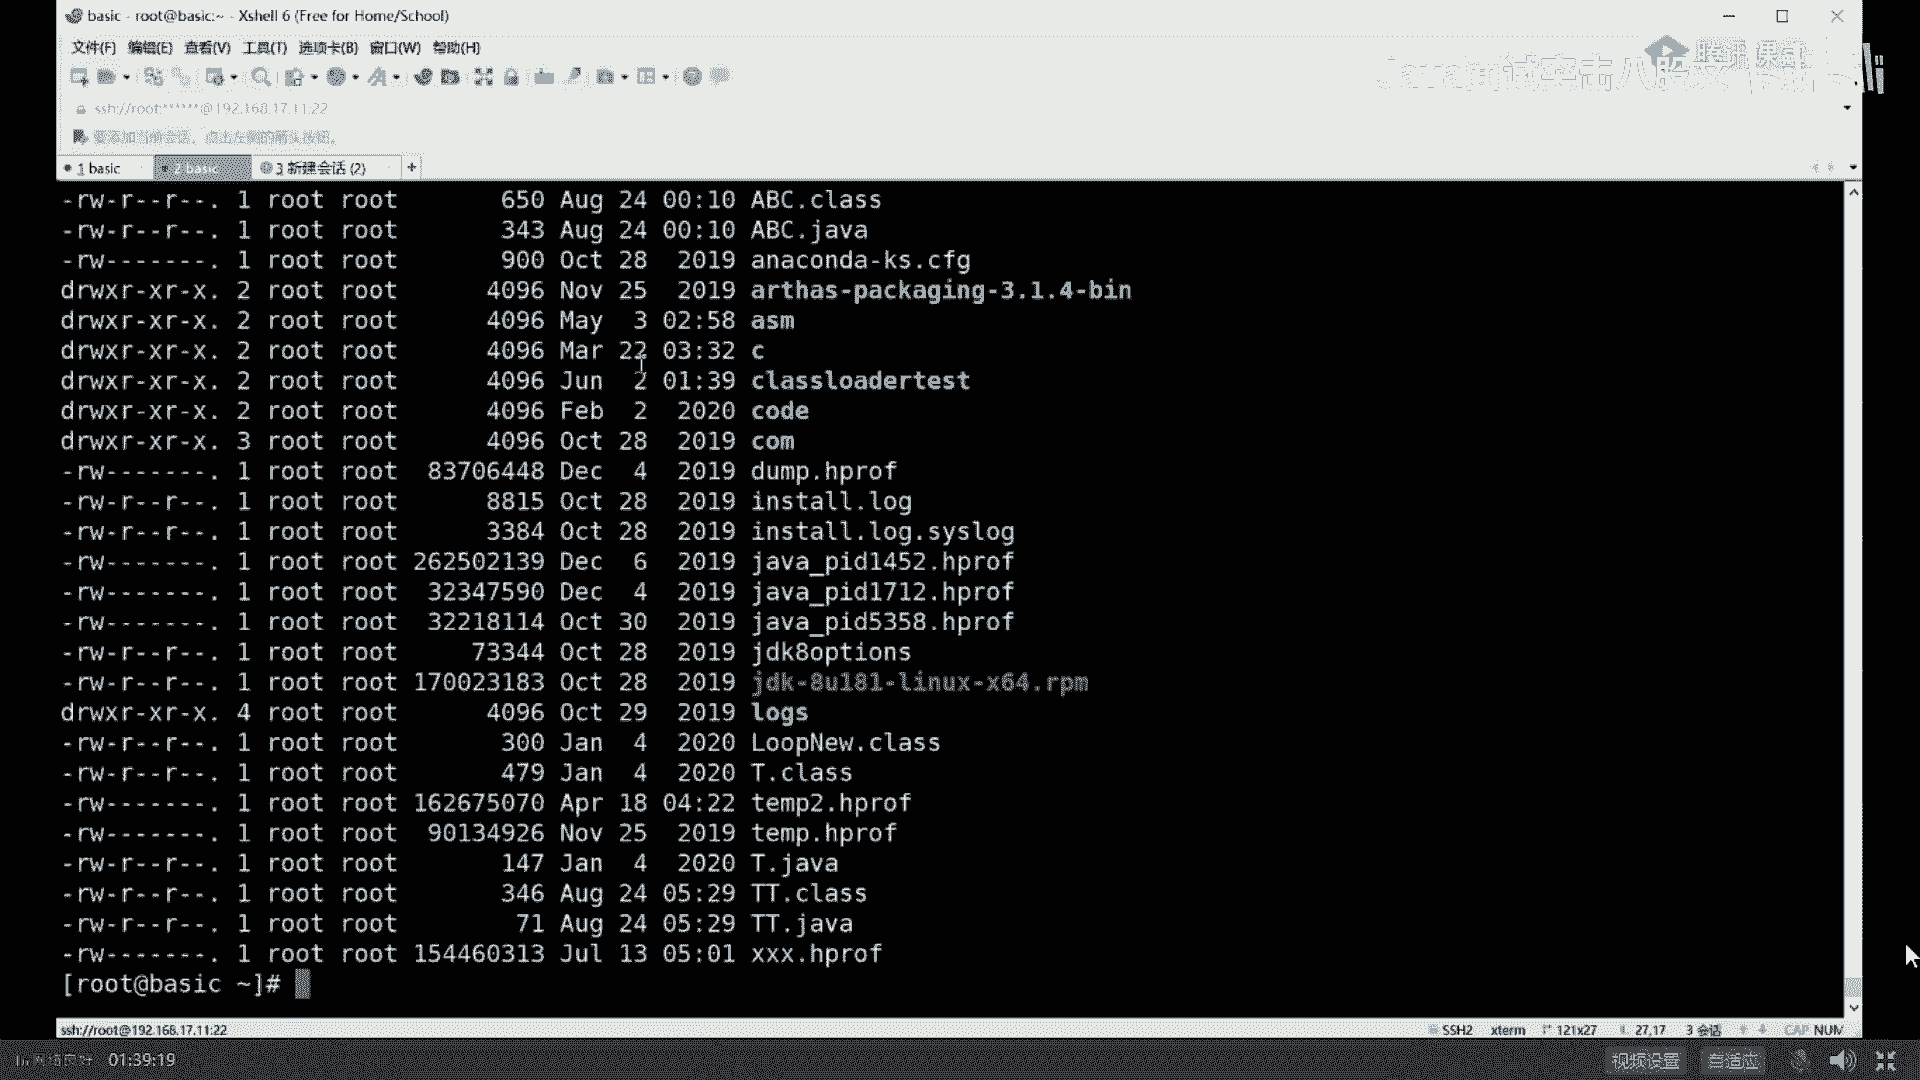 basic - root@basic:~ - Xshell 6 (Free for Home/School)
文件(F) 编辑(E) 查看(V) 工具(T) 选项卡(B) 窗口(W) 帮助(H)
ssh://root:******@192.168.17.11:22
要添加当前会话，点击左侧的箭头按钮。
1 basic 2 basic 3 新建会话 (2) +
-rw-r--r--. 1 root root 650 Aug 24 00:10 ABC.class
-rw-r--r--. 1 root root 343 Aug 24 00:10 ABC.java
-rw-------. 1 root root 900 Oct 28 2019 anaconda-ks.cfg
drwxr-xr-x. 2 root root 4096 Nov 25 2019 arthas-packaging-3.1.4-bin
drwxr-xr-x. 2 root root 4096 May 3 02:58 asm
drwxr-xr-x. 2 root root 4096 Mar 22 03:32 c
drwxr-xr-x. 2 root root 4096 Jun 2 01:39 classloadertest
drwxr-xr-x. 2 root root 4096 Feb 2 2020 code
drwxr-xr-x. 3 root root 4096 Oct 28 2019 com
-rw-------. 1 root root 83706448 Dec 4 2019 dump.hprof
-rw-r--r--. 1 root root 8815 Oct 28 2019 install.log
-rw-r--r--. 1 root root 3384 Oct 28 2019 install.log.syslog
-rw-------. 1 root root 262502139 Dec 6 2019 java_pid1452.hprof
-rw-------. 1 root root 32347590 Dec 4 2019 java_pid1712.hprof
-rw-------. 1 root root 32218114 Oct 30 2019 java_pid5358.hprof
-rw-r--r--. 1 root root 73344 Oct 28 2019 jdk8options
-rw-r--r--. 1 root root 170023183 Oct 28 2019 jdk-8u181-linux-x64.rpm
drwxr-xr-x. 4 root root 4096 Oct 29 2019 logs
-rw-r--r--. 1 root root 300 Jan 4 2020 LoopNew.class
-rw-r--r--. 1 root root 479 Jan 4 2020 T.class
-rw-------. 1 root root 162675070 Apr 18 04:22 temp2.hprof
-rw-------. 1 root root 90134926 Nov 25 2019 temp.hprof
-rw-r--r--. 1 root root 147 Jan 4 2020 T.java
-rw-r--r--. 1 root root 346 Aug 24 05:29 TT.class
-rw-r--r--. 1 root root 71 Aug 24 05:29 TT.java
-rw-------. 1 root root 154460313 Jul 13 05:01 xxx.hprof
[root@basic ~]#
ssh://root@192.168.17.11:22 SSH2 xterm 121x27 27,17 3 会话 CAP NUM
01:39:19 视频设置 自适应